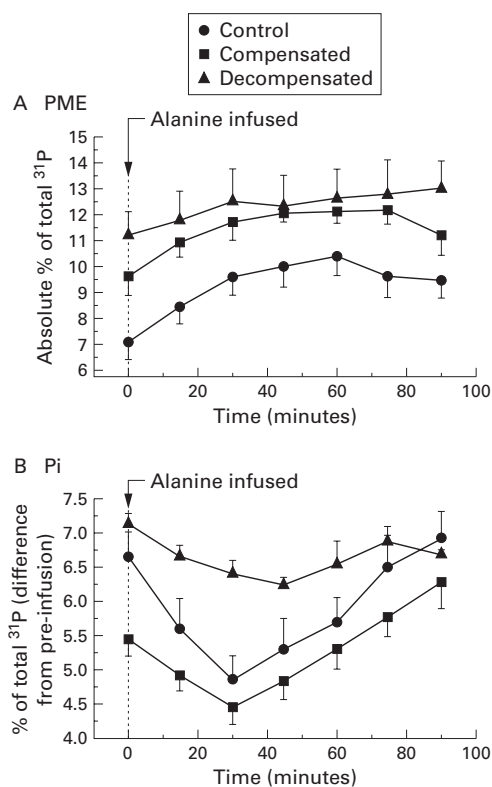 Control
Compensated
Decompensated
A PME
Alanine infused
15
14
13
12
11
10
9
8
7
6
Absolute % of total ³¹P
0 20 40 60 80 100
Time (minutes)
B Pi
Alanine infused
7.5
7.0
6.5
6.0
5.5
5.0
4.5
4.0
% of total ³¹P (difference
from pre-infusion)
0 20 40 60 80 100
Time (minutes)